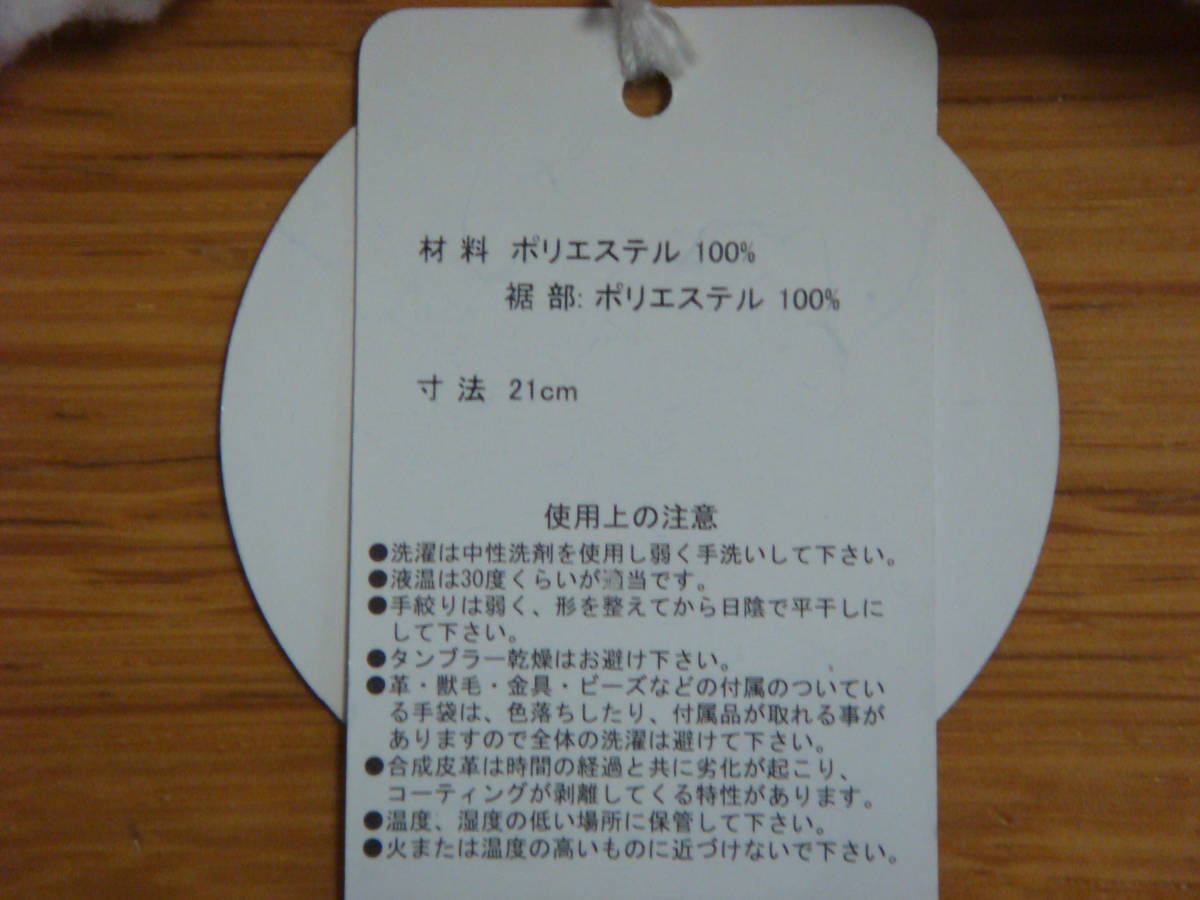 材料 ポリエステル 100%
裾部: ポリエステル 100%
寸法 21cm
使用上の注意
●洗濯は中性洗剤を使用し弱く手洗いして下さい。
●液温は30度くらいが適当です。
●手絞りは弱く、形を整えてから日陰で平干しに
して下さい。
●タンブラー乾燥はお避け下さい。
●革・獣毛・金具・ビーズなどの付属のついてい
る手袋は、色落ちしたり、付属品が取れる事が
ありますので全体の洗濯は避けて下さい。
●合成皮革は時間の経過と共に劣化が起こり、
コーティングが剥離してくる特性があります。
●温度、湿度の低い場所に保管して下さい。
●火または温度の高いものに近づけないで下さい。